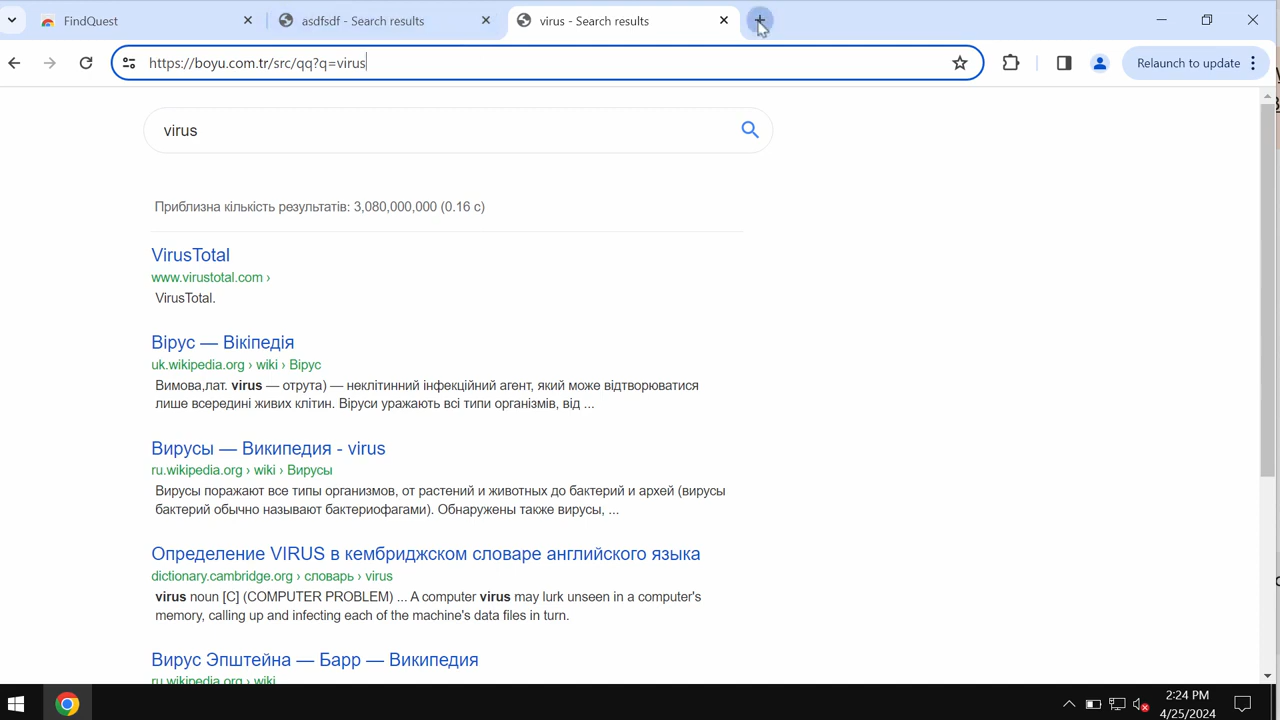 FindQuest
asdfsdf - Search results
virus - Search results
https://boyu.com.tr/src/qq?q=virus
Relaunch to update
virus
Приблизна кількість результатів: 3,080,000,000 (0.16 с)
VirusTotal
www.virustotal.com ›
VirusTotal.
Вірус — Вікіпедія
uk.wikipedia.org › wiki › Вірус
Вимова,лат. virus — отрута) — неклітинний інфекційний агент, який може відтворюватися
лише всередині живих клітин. Віруси уражають всі типи організмів, від ...
Вирусы — Википедия - virus
ru.wikipedia.org › wiki › Вирусы
Вирусы поражают все типы организмов, от растений и животных до бактерий и архей (вирусы
бактерий обычно называют бактериофагами). Обнаружены также вирусы, ...
Определение VIRUS в кембриджском словаре английского языка
dictionary.cambridge.org › словарь › virus
virus noun [C] (COMPUTER PROBLEM) ... A computer virus may lurk unseen in a computer's
memory, calling up and infecting each of the machine's data files in turn.
Вирус Эпштейна — Барр — Википедия
ru.wikipedia.org › wiki
2:24 PM
4/25/2024